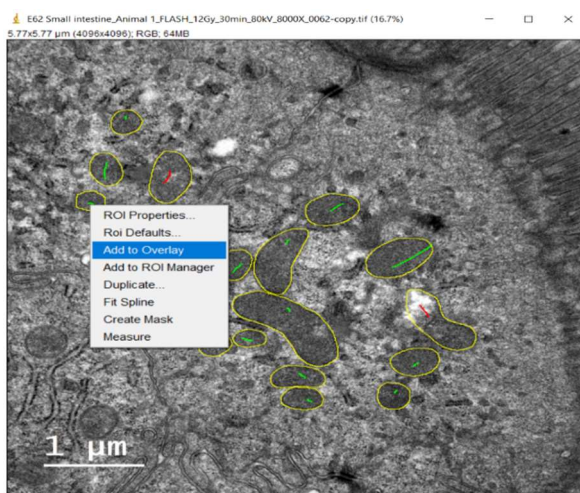 E62 Small intestine_Animal 1_FLASH_12Gy_30min_80kV_8000X_0062-copy.tif (16.7%)
5.77x5.77 µm (4096x4096); RGB; 64MB
ROI Properties...
Roi Defaults...
Add to Overlay
Add to ROI Manager
Duplicate...
Fit Spline
Create Mask
Measure
1 µm